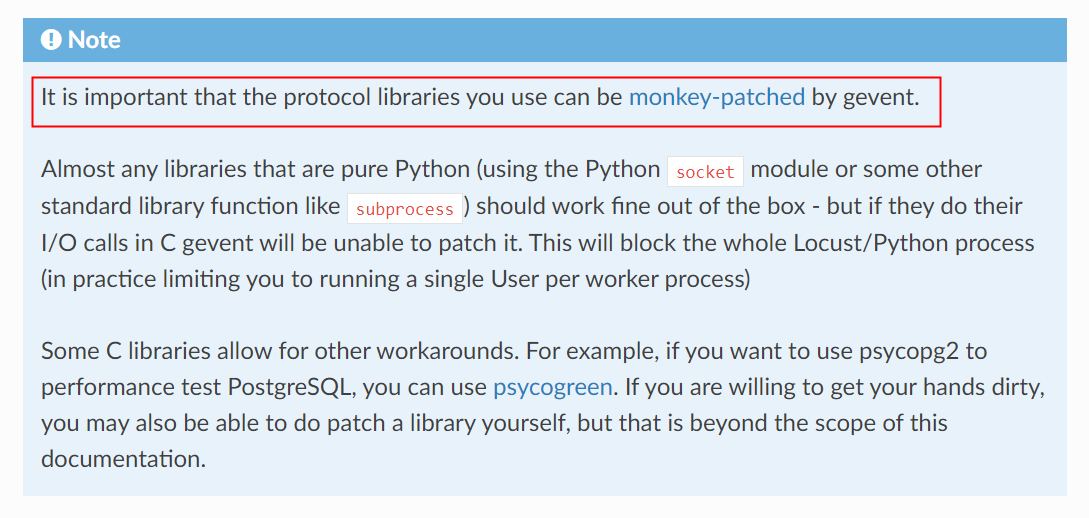 Note
It is important that the protocol libraries you use can be monkey-patched by gevent.
Almost any libraries that are pure Python (using the Python socket module or some other
standard library function like subprocess) should work fine out of the box - but if they do their
I/O calls in C gevent will be unable to patch it. This will block the whole Locust/Python process
(in practice limiting you to running a single User per worker process)
Some C libraries allow for other workarounds. For example, if you want to use psycopg2 to
performance test PostgreSQL, you can use psycogreen. If you are willing to get your hands dirty,
you may also be able to do patch a library yourself, but that is beyond the scope of this
documentation.